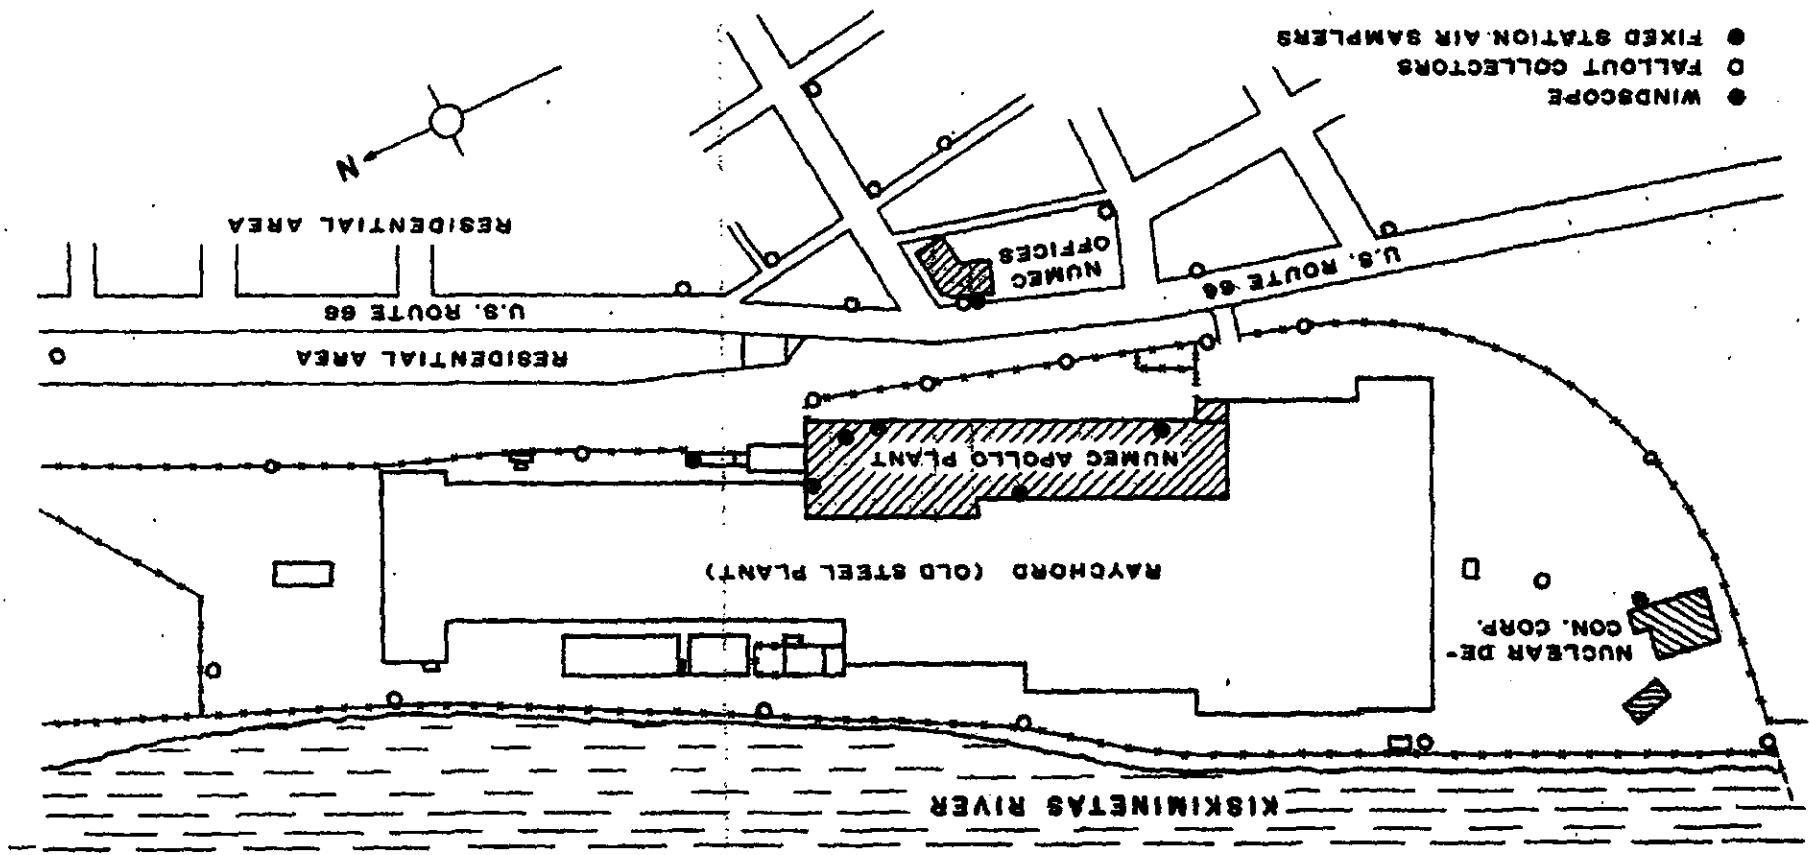 KISKIMINETAS RIVER
NUCLEAR DE-
CON. CORP.
RAYCHORD (OLD STEEL PLANT)
NUMEC APOLLO PLANT
RESIDENTIAL AREA
U.S. ROUTE 66
U.S. ROUTE 66
NUMEC
OFFICES
RESIDENTIAL AREA
N
WINDSCOPE
FALLOUT COLLECTORS
FIXED STATION AIR SAMPLERS